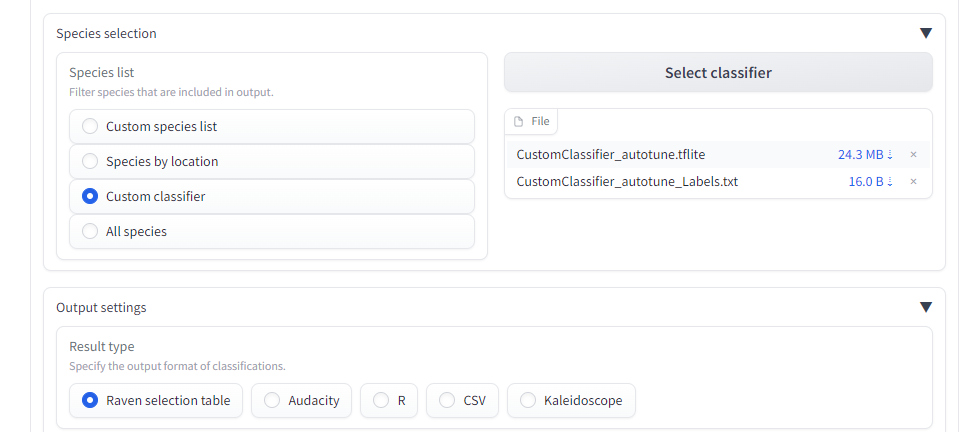 Species selection
Species list
Filter species that are included in output.
Custom species list
Species by location
Custom classifier
All species
Select classifier
File
CustomClassifier_autotune.tflite 24.3 MB ⇣ ×
CustomClassifier_autotune_Labels.txt 16.0 B ⇣ ×
Output settings
Result type
Specify the output format of classifications.
Raven selection table Audacity R CSV Kaleidoscope